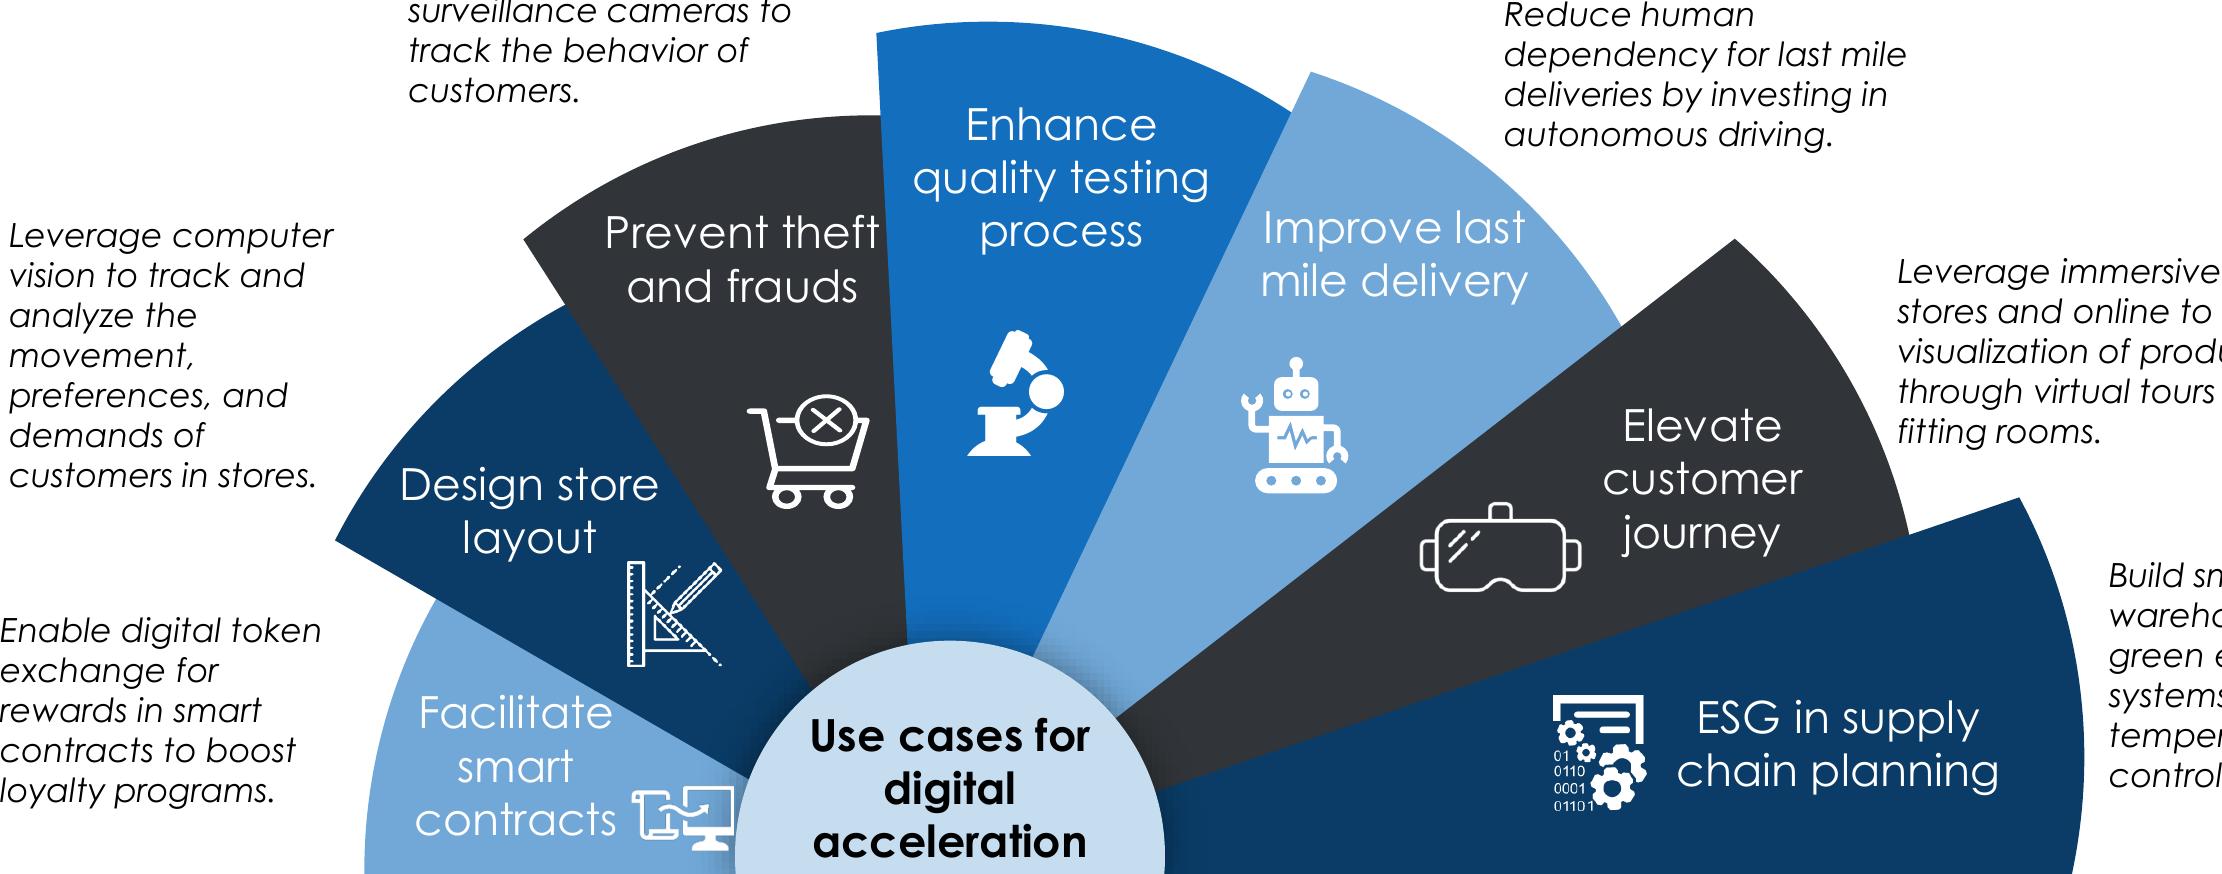 surveillance cameras to
track the behavior of
customers.
Reduce human
dependency for last mile
deliveries by investing in
autonomous driving.
Enhance
quality testing
process
Prevent theft
and frauds
Improve last
mile delivery
Leverage computer
vision to track and
analyze the
movement,
preferences, and
demands of
customers in stores.
Leverage immersive
stores and online to
visualization of
through virtual tours
fitting rooms.
Elevate
customer
journey
Design store
layout
Enable digital token
exchange for
rewards in smart
contracts to boost
loyalty programs.
Build
green
systems
control
Facilitate
smart
contracts
ESG in supply
chain planning
01
0110
0001
01101
Use cases for
digital
acceleration